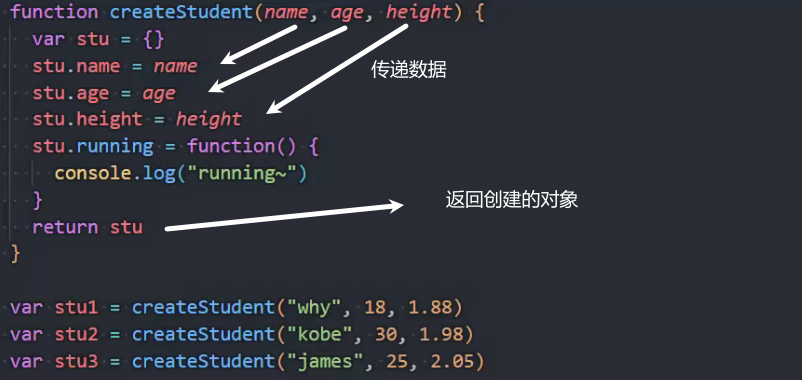 function createStudent(name, age, height) {
var stu = {}
stu.name = name
传递数据
stu.age = age
stu.height = height
stu.running = function() {
console.log("running~")
}
返回创建的对象
return stu
}
var stu1 = createStudent("why", 18, 1.88)
var stu2 = createStudent("kobe", 30, 1.98)
var stu3 = createStudent("james", 25, 2.05)